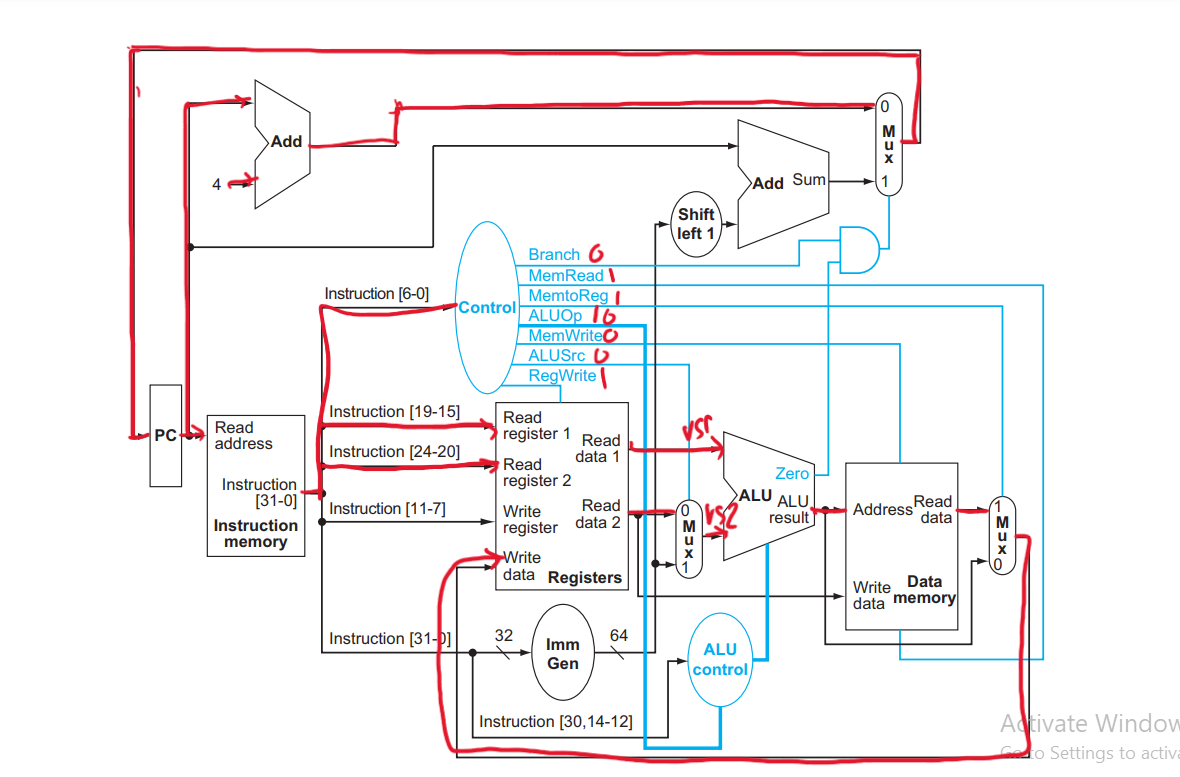 Add
4
0
M
u
x
1
Add Sum
Shift
left 1
Branch 0
MemRead 1
MemtoReg 1
ALUOp 10
MemWrite 0
ALUSrc 0
RegWrite 1
Control
Instruction [6-0]
Instruction [19-15]
Instruction [24-20]
Instruction [11-7]
Instruction [31-0]
PC
Read
address
Instruction
[31-0]
Instruction
memory
Read
register 1
Read
register 2
Write
register
Write
data
Read
data 1
Read
data 2
Registers
rs1
rs2
0
M
u
x
1
Zero
ALU
ALU
result
Address
Read
data
Write
data
Data
memory
1
M
u
x
0
32
Imm
Gen
64
ALU
control
Instruction [30,14-12]
Activate Window
Go to Settings to activa